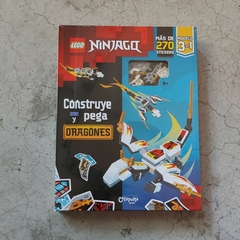 LEGO
NINJAGO
MÁS DE
270
STICKERS
3 en 1
Construye
y pega
DRAGONES